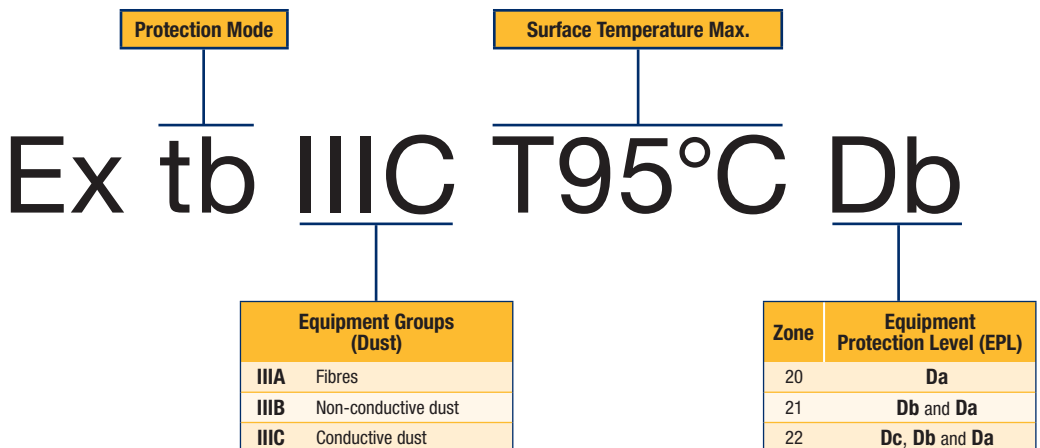 Protection Mode
Surface Temperature Max.
Ex tb IIIC T95°C Db
Equipment Groups
(Dust)
IIIA Fibres
IIIB Non-conductive dust
IIIC Conductive dust
Zone Equipment
Protection Level (EPL)
20 Da
21 Db and Da
22 Dc, Db and Da